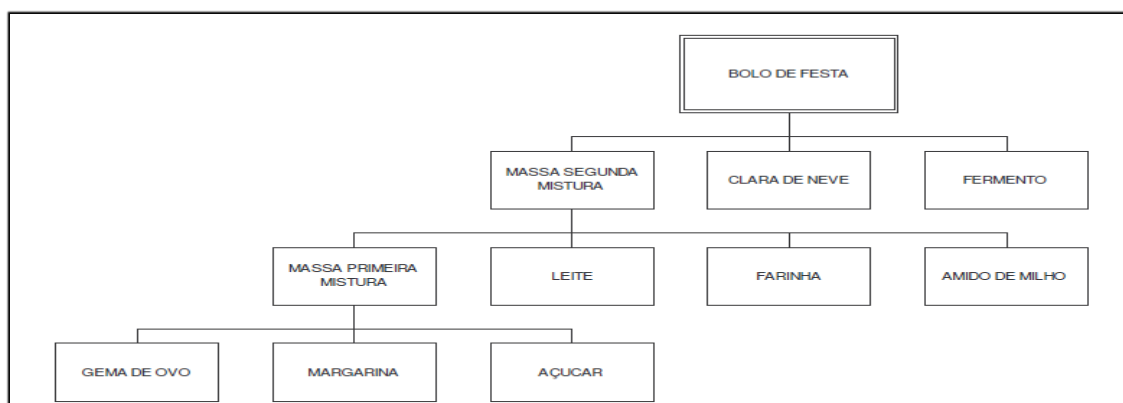 BOLO DE FESTA
MASSA SEGUNDA
MISTURA
CLARA DE NEVE
FERMENTO
MASSA PRIMEIRA
MISTURA
LEITE
FARINHA
AMIDO DE MILHO
GEMA DE OVO
MARGARINA
AÇUCAR